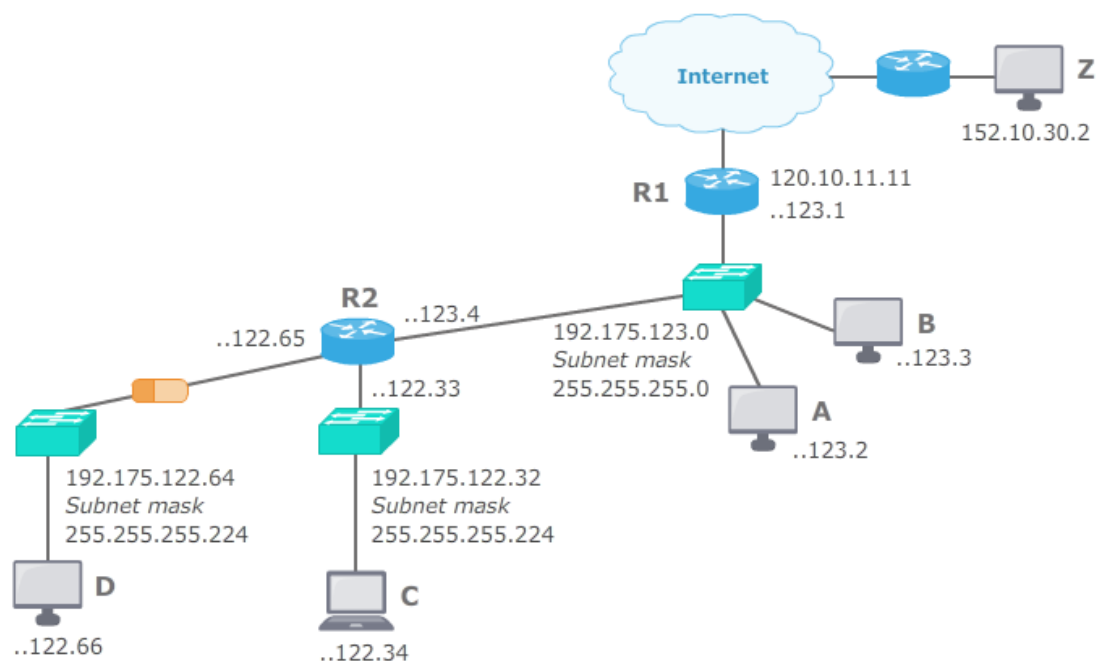 Internet
Z
152.10.30.2
R1
120.10.11.11
..123.1
R2
..123.4
..122.65
192.175.123.0
Subnet mask
255.255.255.0
B
..123.3
A
..123.2
..122.33
192.175.122.64
Subnet mask
255.255.255.224
192.175.122.32
Subnet mask
255.255.255.224
D
..122.66
C
..122.34